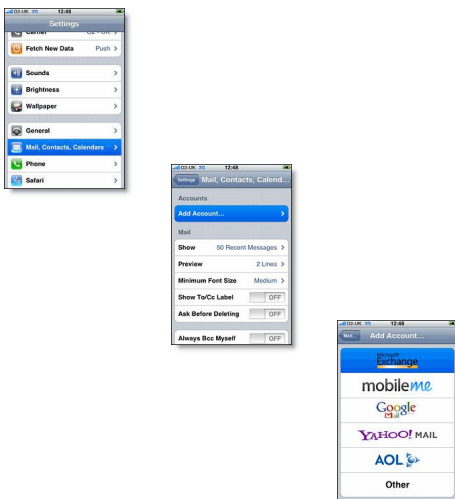 O2-UK 3G 12:48
Settings
Carrier O2 - UK
Fetch New Data Push
Sounds
Brightness
Wallpaper
General
Mail, Contacts, Calendars
Phone
Safari
O2-UK 3G 12:48
Settings Mail, Contacts, Calend...
Accounts
Add Account...
Mail
Show 50 Recent Messages
Preview 2 Lines
Minimum Font Size Medium
Show To/Cc Label OFF
Ask Before Deleting OFF
Always Bcc Myself OFF
O2-UK 3G 12:48
Mail... Add Account...
Microsoft
Exchange
mobileme
Google
Mail
YAHOO! MAIL
AOL
Other